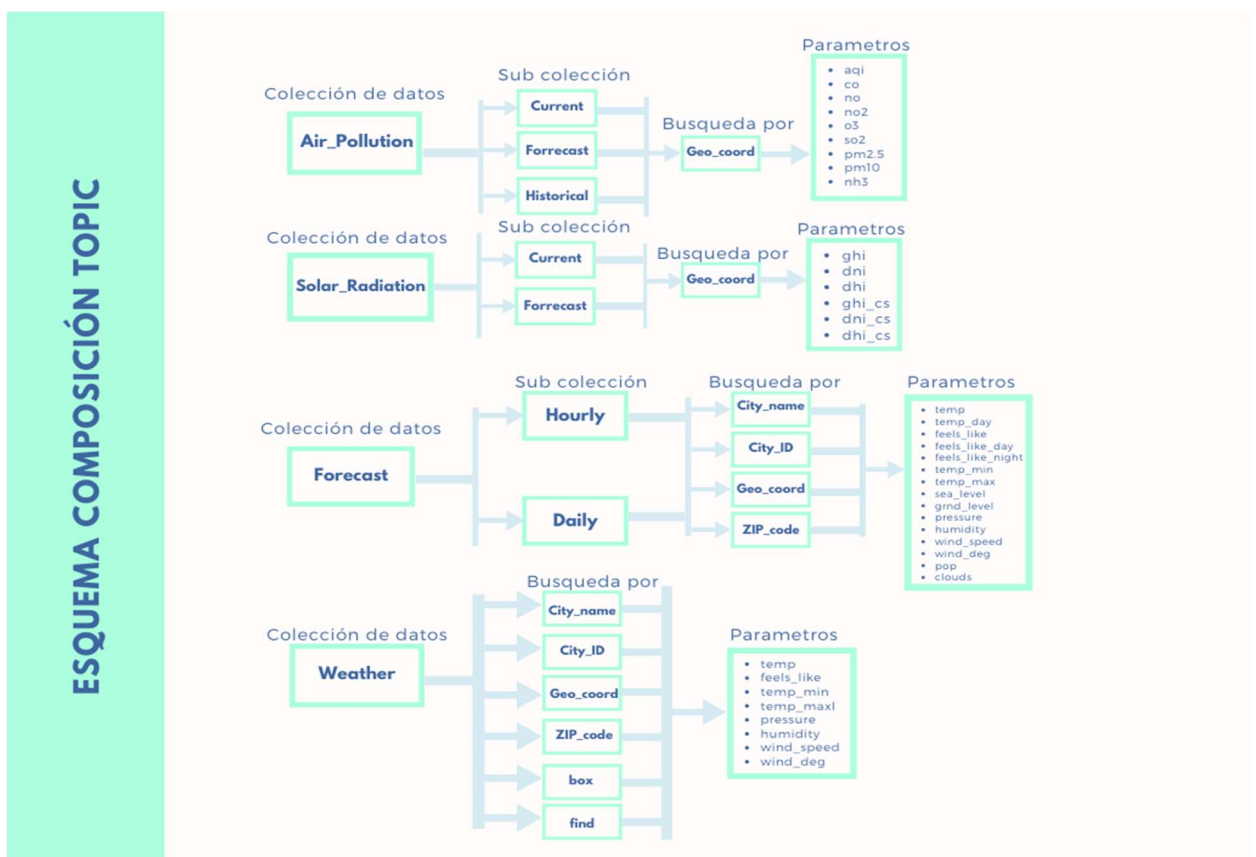 ESQUEMA COMPOSICIÓN TOPIC
Colección de datos
Air_Pollution
Sub colección
Current
Forrecast
Historical
Busqueda por
Geo_coord
Parametros
• aqi
• co
• no
• no2
• o3
• so2
• pm2.5
• pm10
• nh3
Colección de datos
Solar_Radiation
Sub colección
Current
Forrecast
Busqueda por
Geo_coord
Parametros
• ghi
• dni
• dhi
• ghi_cs
• dni_cs
• dhi_cs
Colección de datos
Forecast
Sub colección
Hourly
Daily
Busqueda por
City_name
City_ID
Geo_coord
ZIP_code
Parametros
• temp
• temp_day
• feels_like
• feels_like_day
• feels_like_night
• temp_min
• temp_max
• sea_level
• grnd_level
• pressure
• humidity
• wind_speed
• wind_deg
• pop
• clouds
Colección de datos
Weather
Busqueda por
City_name
City_ID
Geo_coord
ZIP_code
box
find
Parametros
• temp
• feels_like
• temp_min
• temp_maxl
• pressure
• humidity
• wind_speed
• wind_deg